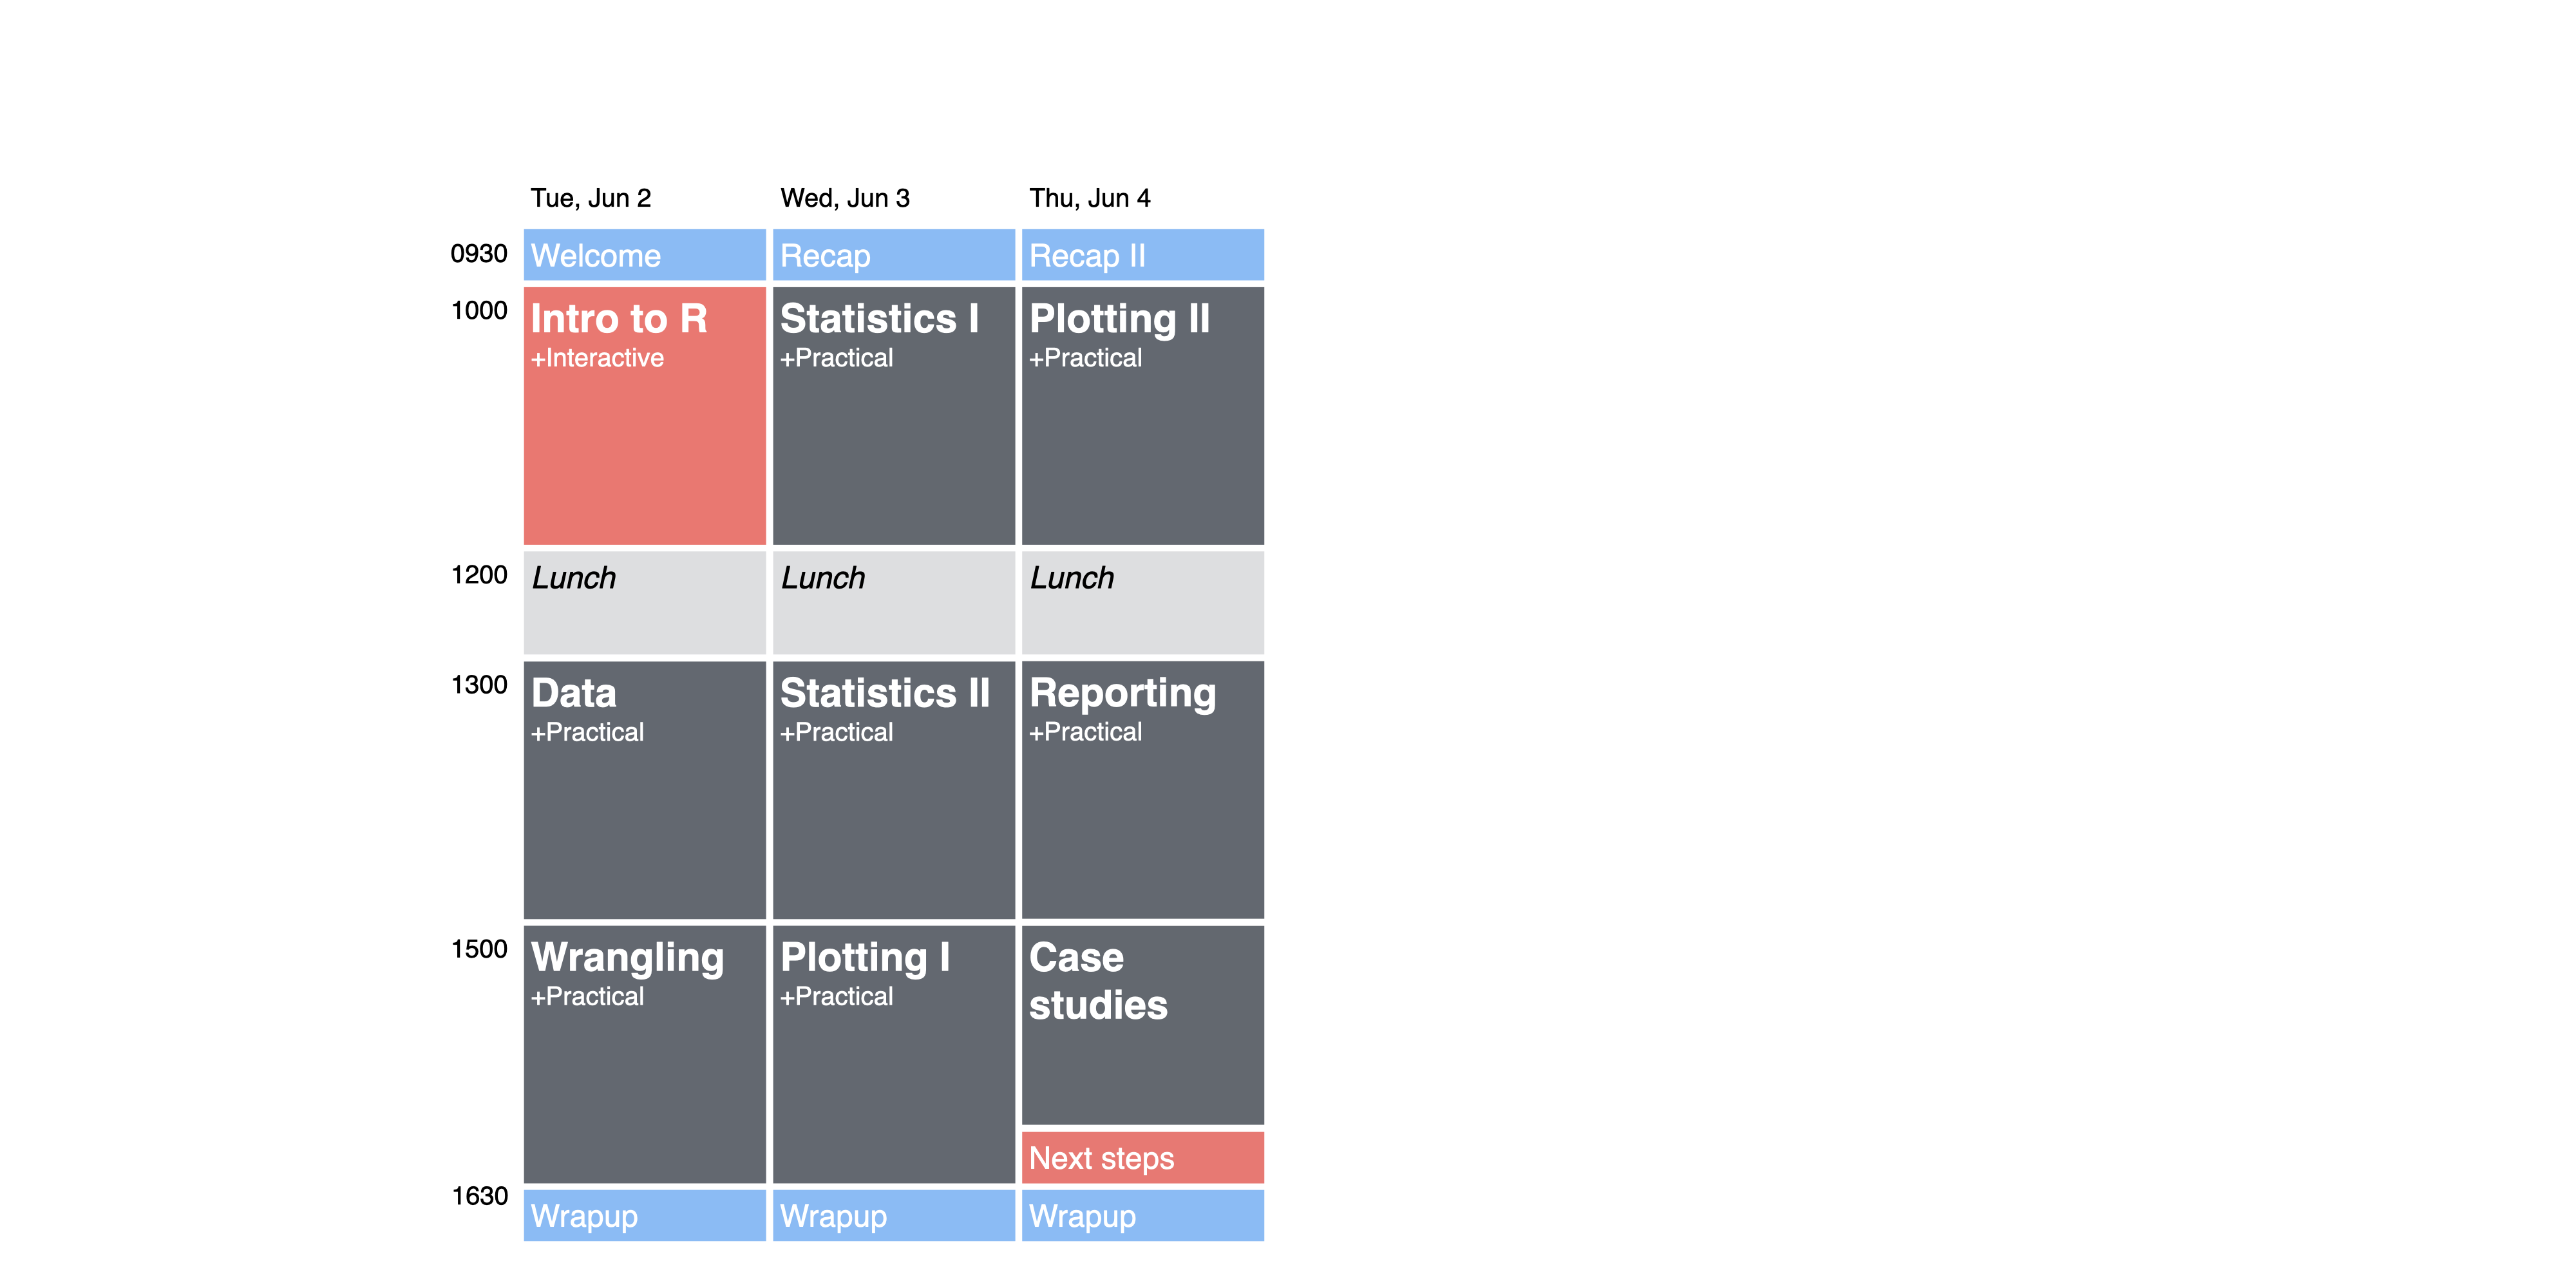 Tue, Jun 2
Wed, Jun 3
Thu, Jun 4
0930
Welcome
Recap
Recap II
1000
Intro to R
+Interactive
Statistics I
+Practical
Plotting II
+Practical
1200
Lunch
Lunch
Lunch
1300
Data
+Practical
Statistics II
+Practical
Reporting
+Practical
1500
Wrangling
+Practical
Plotting I
+Practical
Case
studies
Next steps
1630
Wrapup
Wrapup
Wrapup